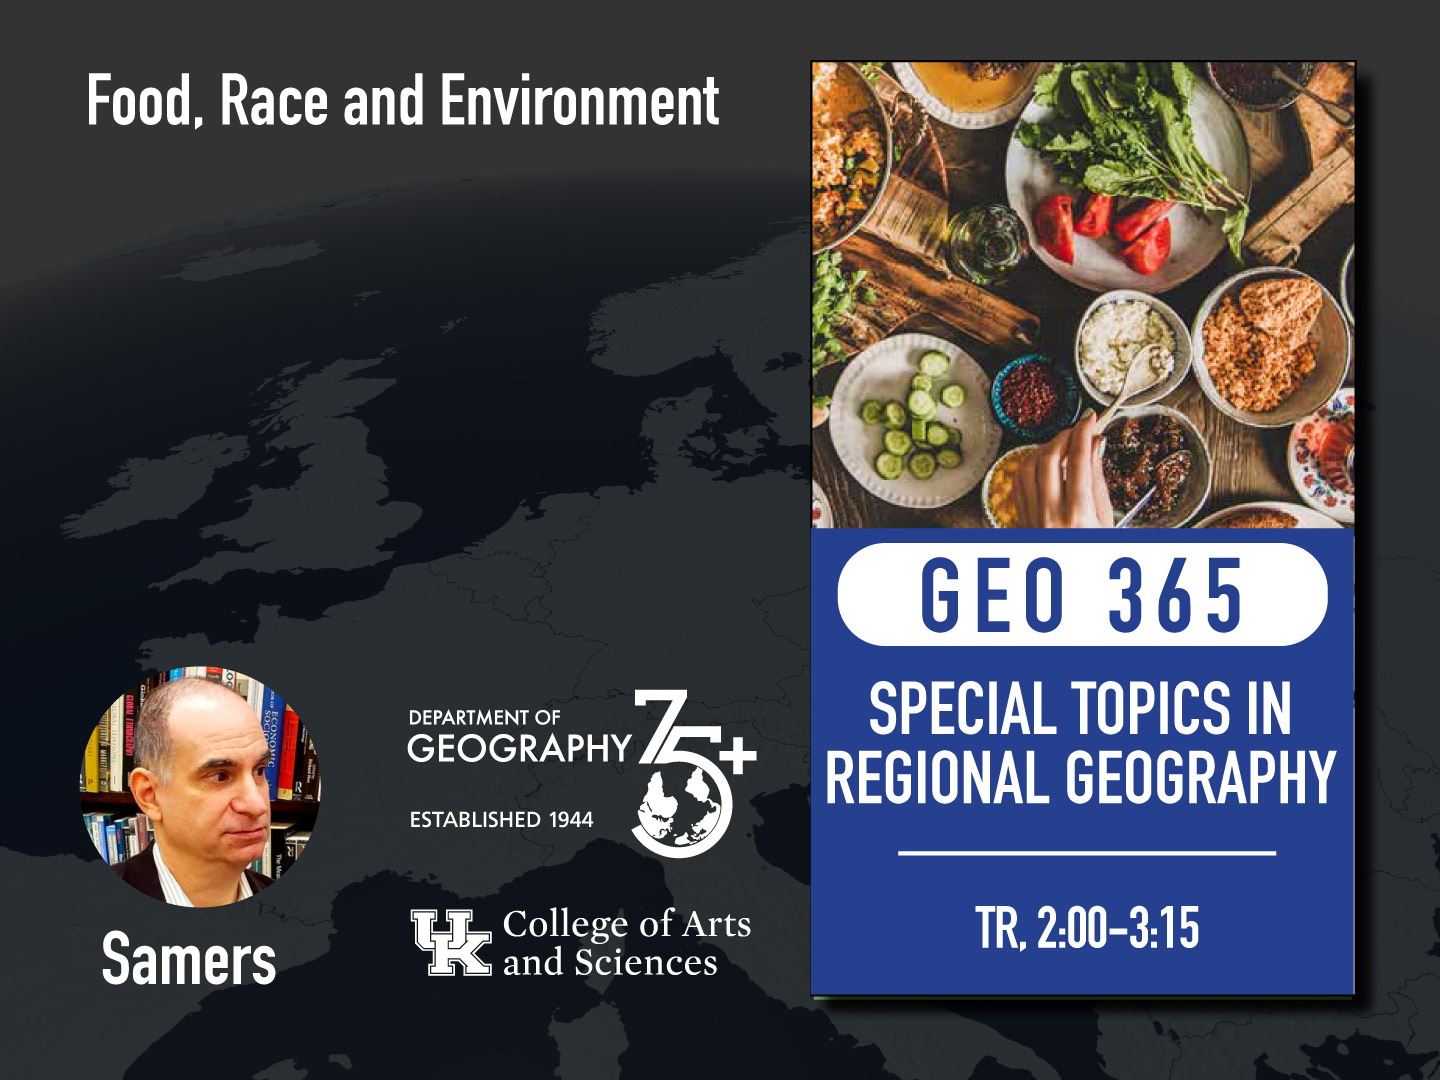 Food, Race and Environment
GEO 365
SPECIAL TOPICS IN
REGIONAL GEOGRAPHY
TR, 2:00–3:15
Samers
DEPARTMENT OF
GEOGRAPHY
75+
ESTABLISHED 1944
UK
College of Arts
and Sciences